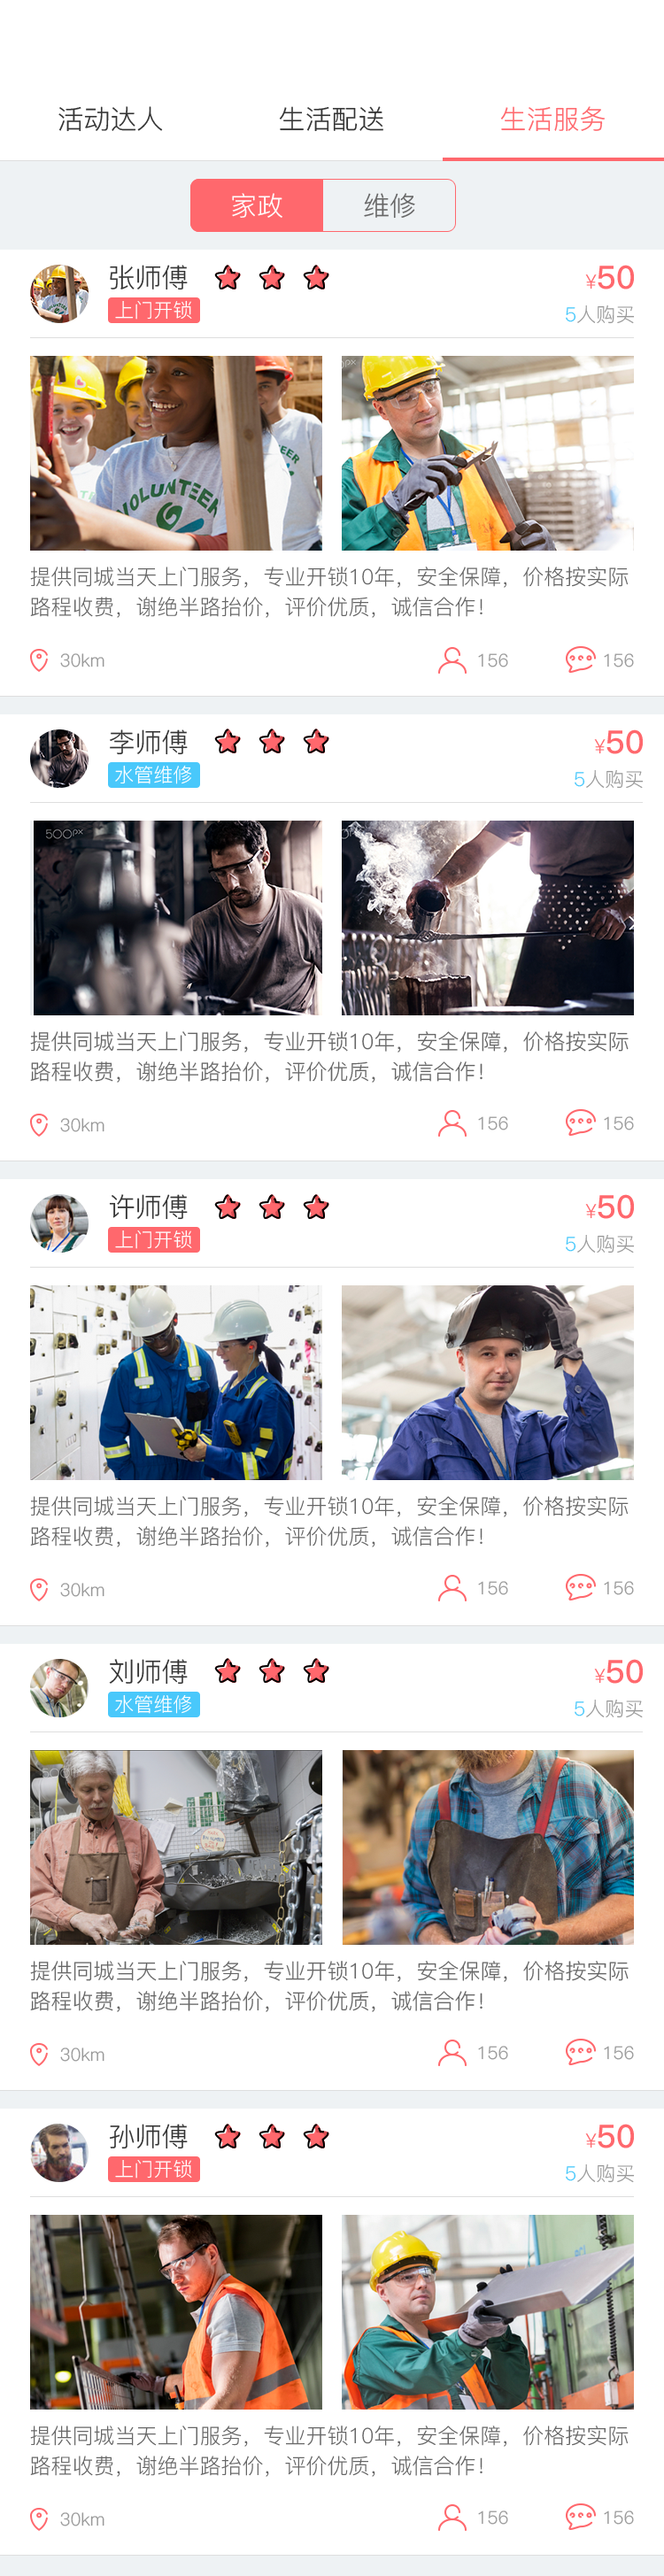 活动达人 生活配送 生活服务
家政 维修
张师傅 ¥50
上门开锁 5人购买
VOLUNTEER
500px
提供同城当天上门服务，专业开锁10年，安全保障，价格按实际
路程收费，谢绝半路抬价，评价优质，诚信合作！
30km 156 156
李师傅 ¥50
水管维修 5人购买
500px
提供同城当天上门服务，专业开锁10年，安全保障，价格按实际
路程收费，谢绝半路抬价，评价优质，诚信合作！
30km 156 156
许师傅 ¥50
上门开锁 5人购买
提供同城当天上门服务，专业开锁10年，安全保障，价格按实际
路程收费，谢绝半路抬价，评价优质，诚信合作！
30km 156 156
刘师傅 ¥50
水管维修 5人购买
提供同城当天上门服务，专业开锁10年，安全保障，价格按实际
路程收费，谢绝半路抬价，评价优质，诚信合作！
30km 156 156
孙师傅 ¥50
上门开锁 5人购买
提供同城当天上门服务，专业开锁10年，安全保障，价格按实际
路程收费，谢绝半路抬价，评价优质，诚信合作！
30km 156 156